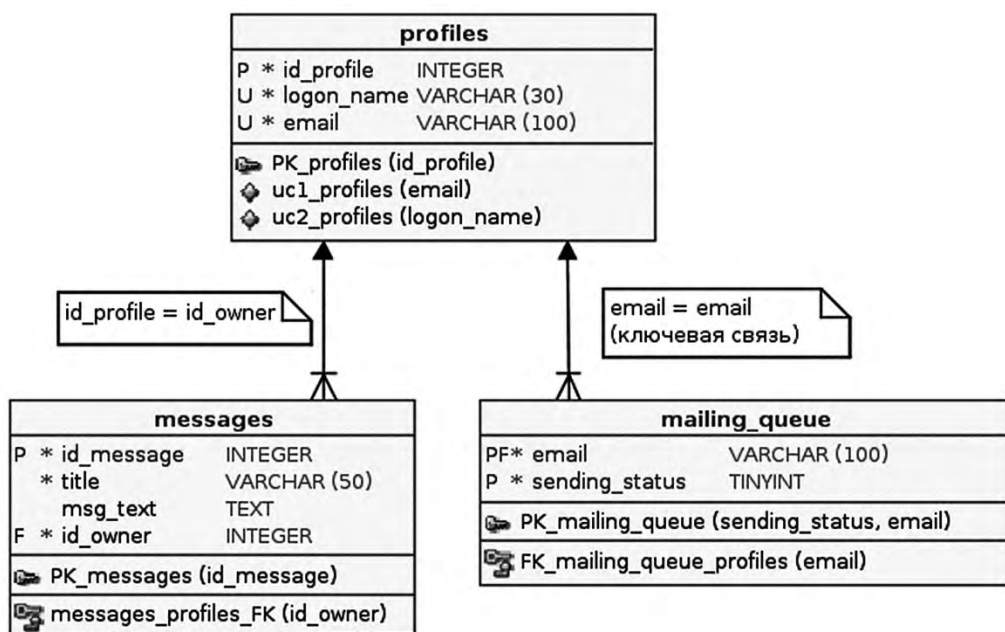 profiles
P * id_profile INTEGER
U * logon_name VARCHAR (30)
U * email VARCHAR (100)
PK_profiles (id_profile)
uc1_profiles (email)
uc2_profiles (logon_name)
id_profile = id_owner
email = email
(ключевая связь)
messages
P * id_message INTEGER
* title VARCHAR (50)
msg_text TEXT
F * id_owner INTEGER
PK_messages (id_message)
messages_profiles_FK (id_owner)
mailing_queue
PF* email VARCHAR (100)
P * sending_status TINYINT
PK_mailing_queue (sending_status, email)
FK_mailing_queue_profiles (email)